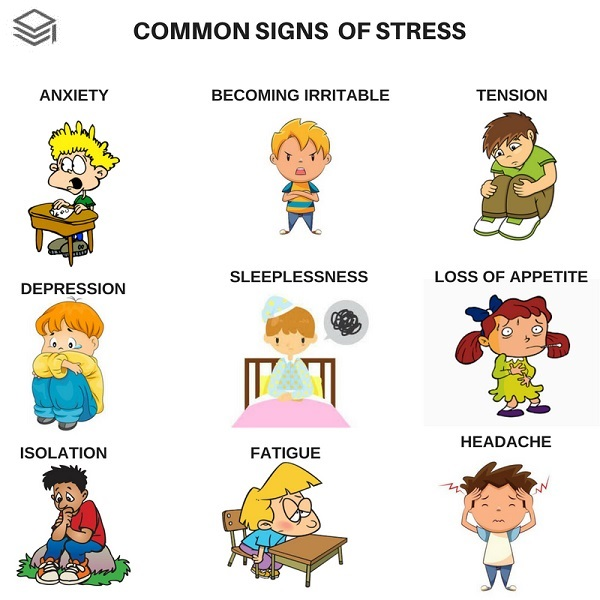 COMMON SIGNS OF STRESS
ANXIETY
BECOMING IRRITABLE
TENSION
DEPRESSION
SLEEPLESSNESS
LOSS OF APPETITE
ISOLATION
FATIGUE
HEADACHE